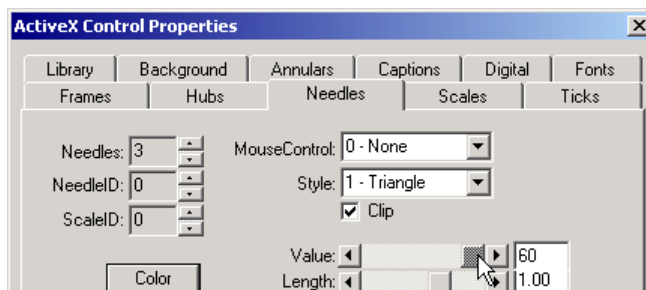 ActiveX Control Properties
Library Background Annulars Captions Digital Fonts
Frames Hubs Needles Scales Ticks
Needles: 3 MouseControl: 0 - None
NeedleID: 0 Style: 1 - Triangle
ScaleID: 0 Clip
Value: 60
Color Length: 1.00